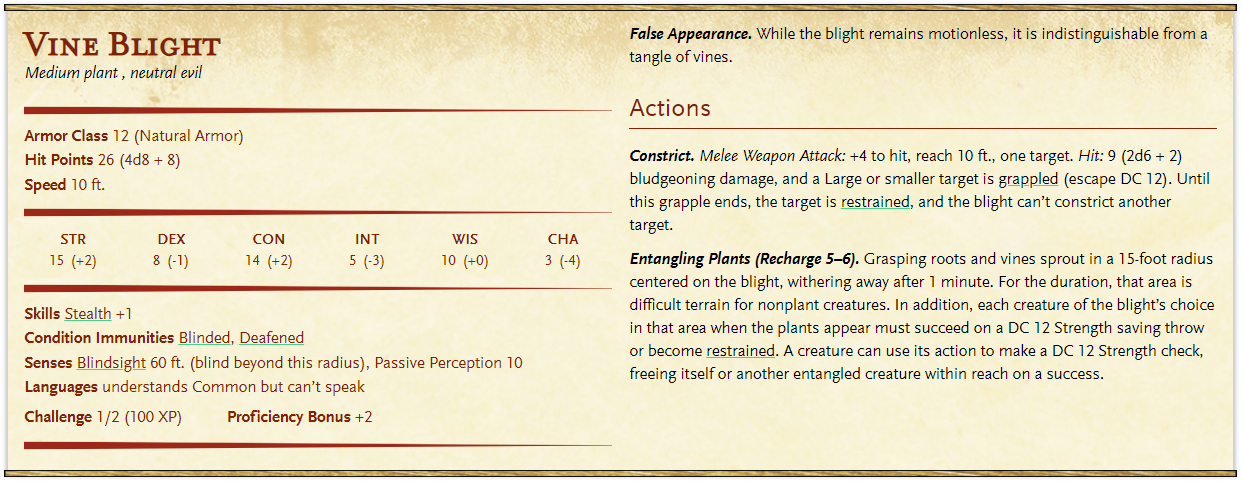 Vine Blight
Medium plant , neutral evil
Armor Class 12 (Natural Armor)
Hit Points 26 (4d8 + 8)
Speed 10 ft.
STR DEX CON INT WIS CHA
15 (+2) 8 (-1) 14 (+2) 5 (-3) 10 (+0) 3 (-4)
Skills Stealth +1
Condition Immunities Blinded, Deafened
Senses Blindsight 60 ft. (blind beyond this radius), Passive Perception 10
Languages understands Common but can’t speak
Challenge 1/2 (100 XP) Proficiency Bonus +2
False Appearance. While the blight remains motionless, it is indistinguishable from a
tangle of vines.
Actions
Constrict. Melee Weapon Attack: +4 to hit, reach 10 ft., one target. Hit: 9 (2d6 + 2)
bludgeoning damage, and a Large or smaller target is grappled (escape DC 12). Until
this grapple ends, the target is restrained, and the blight can’t constrict another
target.
Entangling Plants (Recharge 5–6). Grasping roots and vines sprout in a 15-foot radius
centered on the blight, withering away after 1 minute. For the duration, that area is
difficult terrain for nonplant creatures. In addition, each creature of the blight’s choice
in that area when the plants appear must succeed on a DC 12 Strength saving throw
or become restrained. A creature can use its action to make a DC 12 Strength check,
freeing itself or another entangled creature within reach on a success.